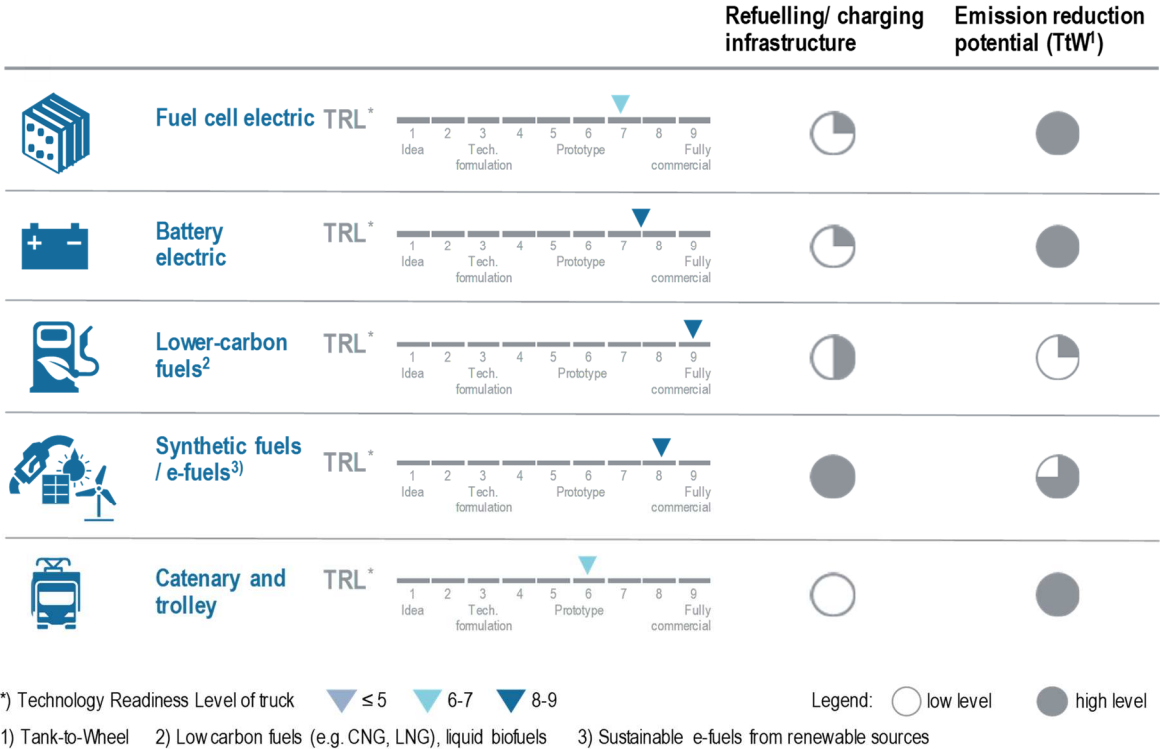 Refuelling/ charging
infrastructure
Emission reduction
potential (TtW1)
Fuel cell electric TRL*
1 2 3 4 5 6 7 8 9
Idea Tech. Prototype Fully
formulation commercial
Battery
electric
TRL*
1 2 3 4 5 6 7 8 9
Idea Tech. Prototype Fully
formulation commercial
+ −
Lower-carbon
fuels2
TRL*
1 2 3 4 5 6 7 8 9
Idea Tech. Prototype Fully
formulation commercial
Synthetic fuels
/ e-fuels3)
TRL*
1 2 3 4 5 6 7 8 9
Idea Tech. Prototype Fully
formulation commercial
Catenary and
trolley
TRL*
1 2 3 4 5 6 7 8 9
Idea Tech. Prototype Fully
formulation commercial
*) Technology Readiness Level of truck ≤ 5 6-7 8-9 Legend: low level high level
1) Tank-to-Wheel 2) Low carbon fuels (e.g. CNG, LNG), liquid biofuels 3) Sustainable e-fuels from renewable sources